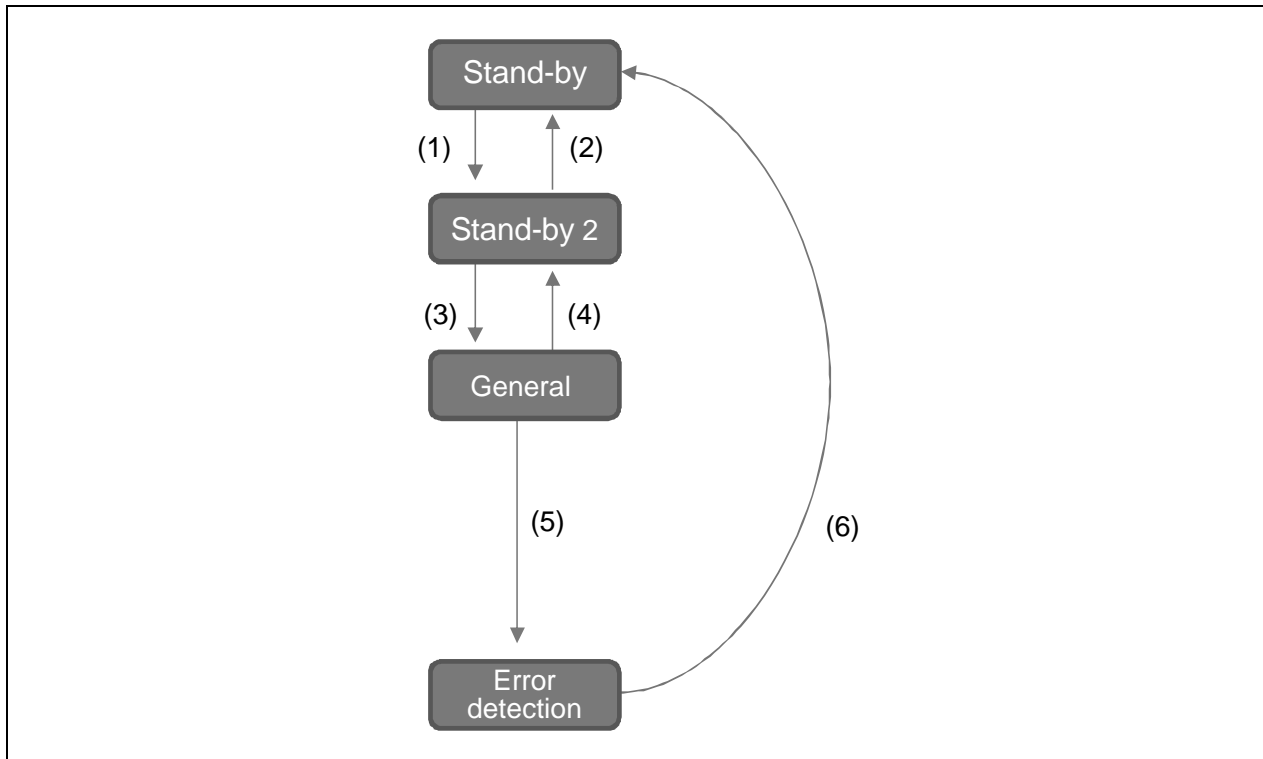 Stand-by
(1)
(2)
Stand-by 2
(3)
(4)
General
(5)
(6)
Error
detection